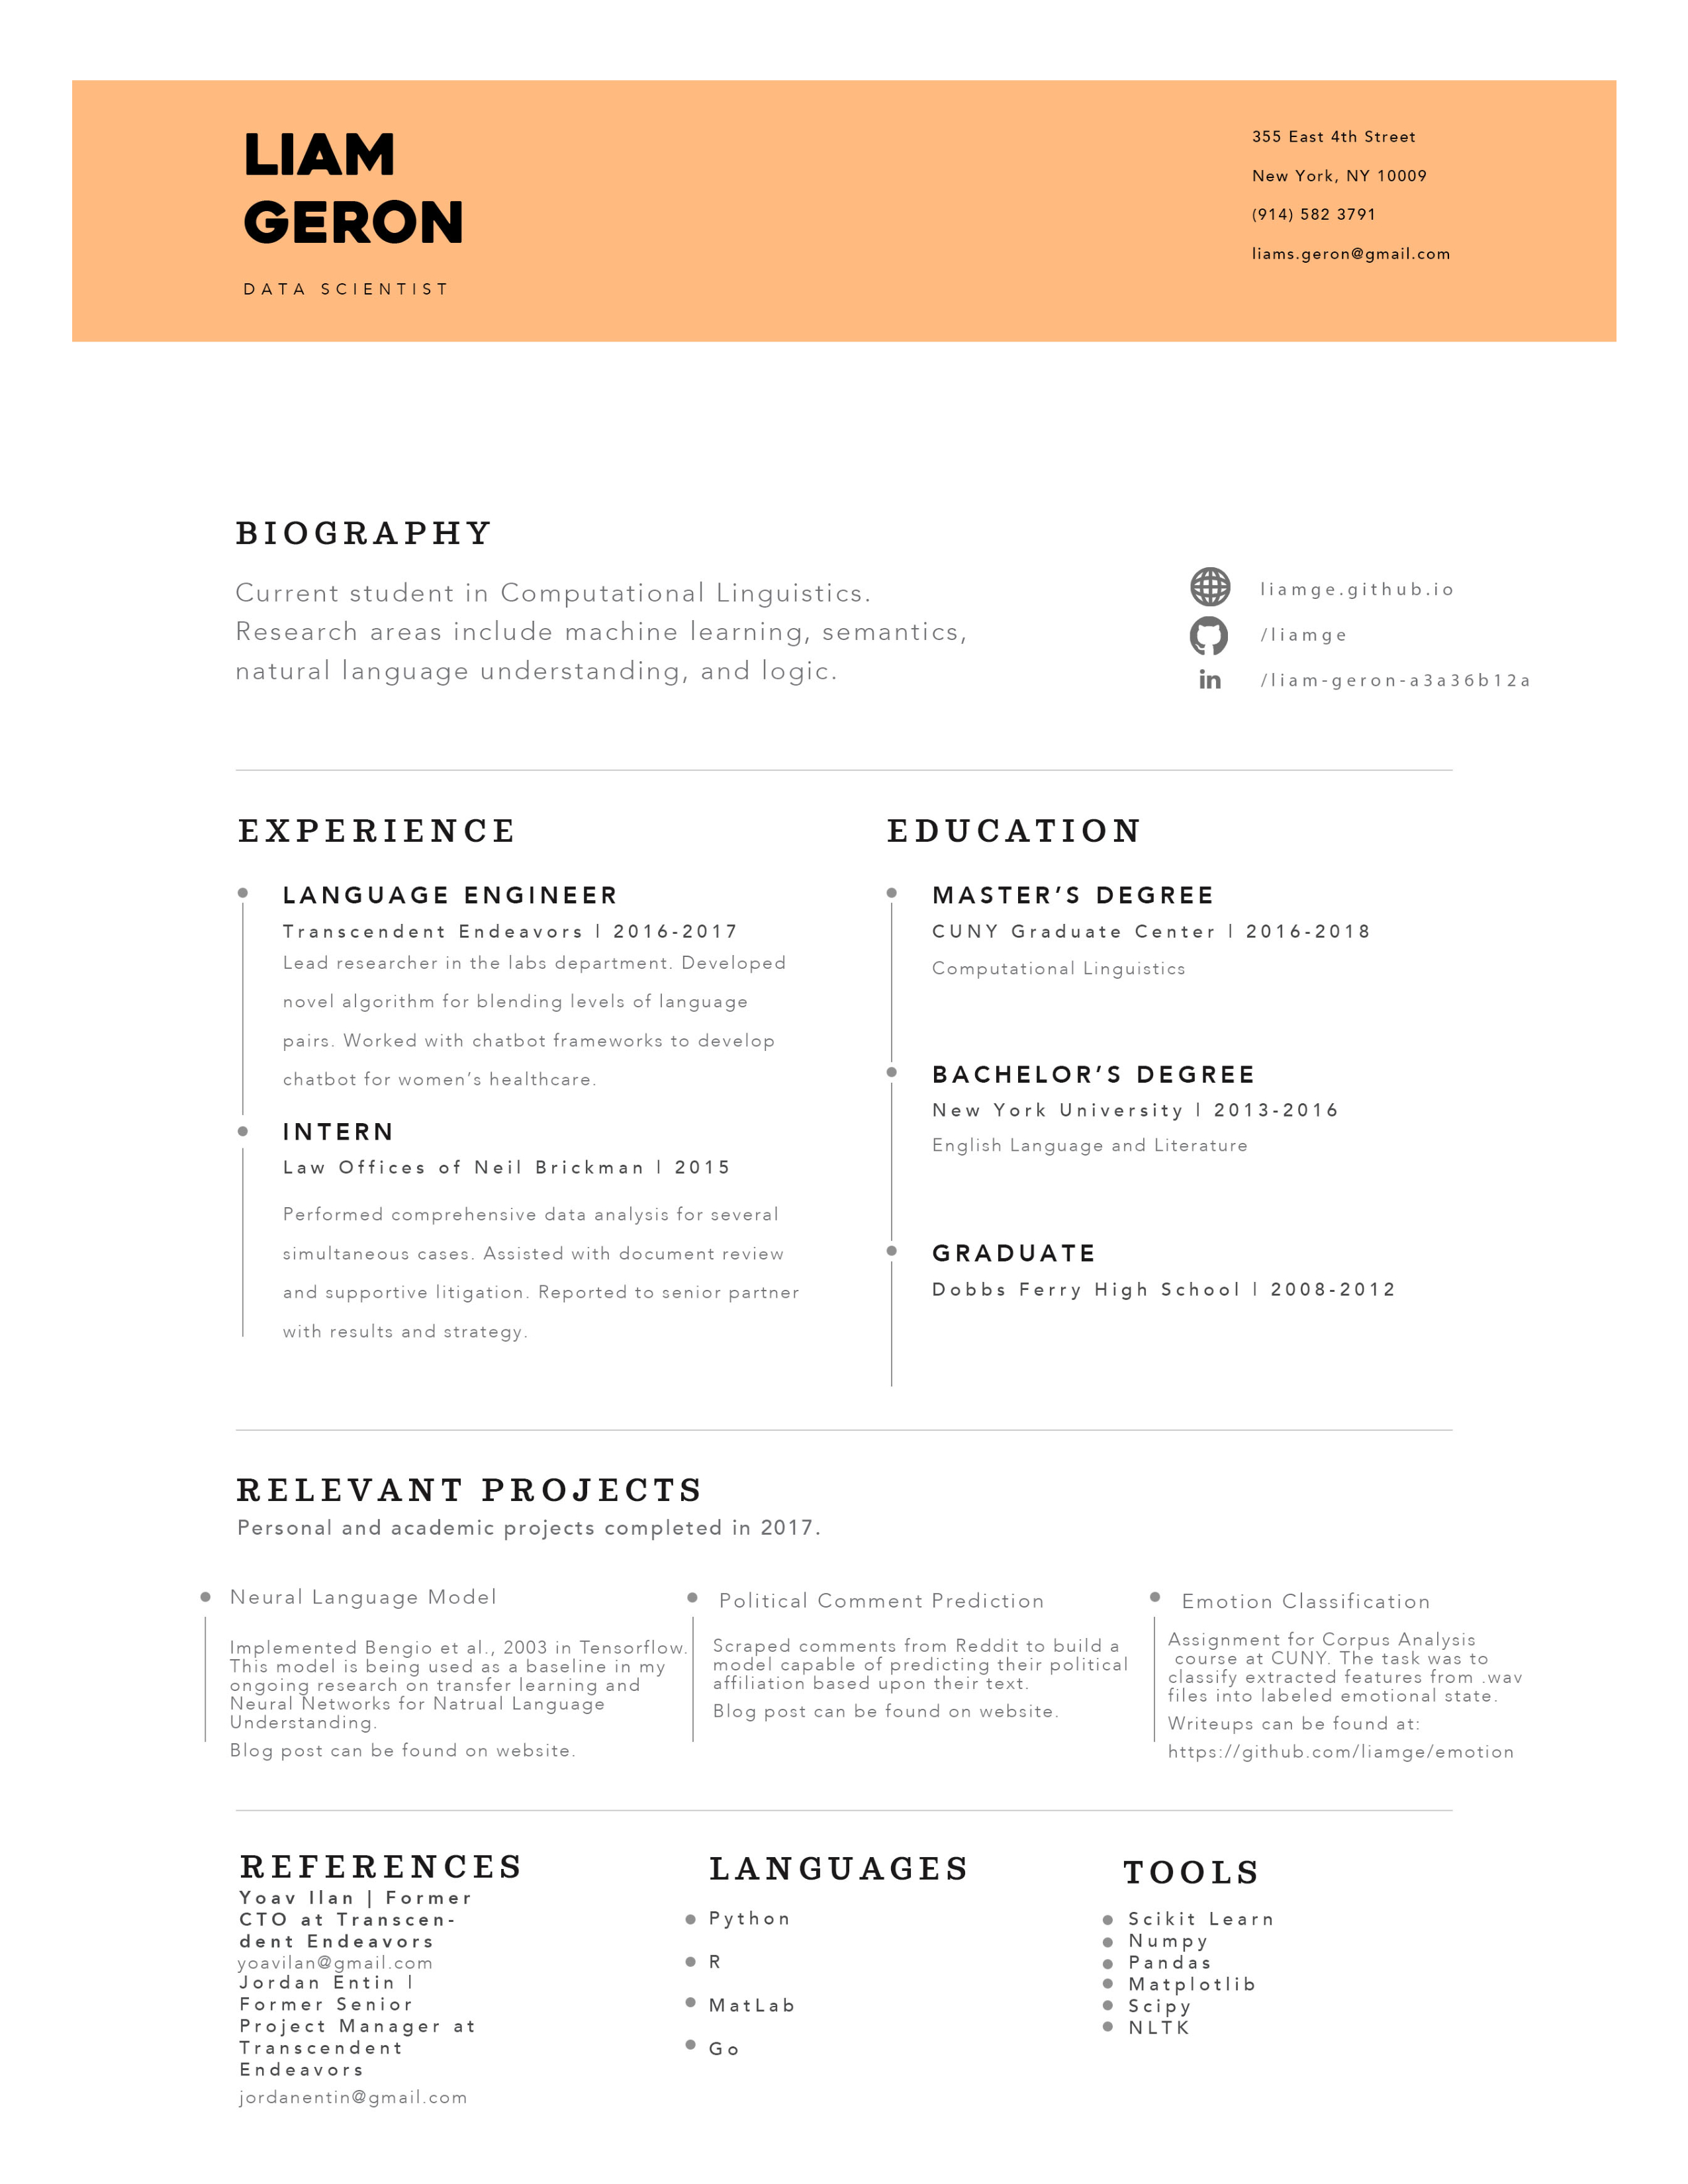 LIAM
GERON
DATA SCIENTIST
355 East 4th Street
New York, NY 10009
(914) 582 3791
liams.geron@gmail.com
BIOGRAPHY
Current student in Computational Linguistics.
Research areas include machine learning, semantics,
natural language understanding, and logic.
liamge.github.io
/liamge
in /liam-geron-a3a36b12a
EXPERIENCE
LANGUAGE ENGINEER
Transcendent Endeavors | 2016-2017
Lead researcher in the labs department. Developed
novel algorithm for blending levels of language
pairs. Worked with chatbot frameworks to develop
chatbot for women’s healthcare.
INTERN
Law Offices of Neil Brickman | 2015
Performed comprehensive data analysis for several
simultaneous cases. Assisted with document review
and supportive litigation. Reported to senior partner
with results and strategy.
EDUCATION
MASTER’S DEGREE
CUNY Graduate Center | 2016-2018
Computational Linguistics
BACHELOR’S DEGREE
New York University | 2013-2016
English Language and Literature
GRADUATE
Dobbs Ferry High School | 2008-2012
RELEVANT PROJECTS
Personal and academic projects completed in 2017.
Neural Language Model
Implemented Bengio et al., 2003 in Tensorflow.
This model is being used as a baseline in my
ongoing research on transfer learning and
Neural Networks for Natrual Language
Understanding.
Blog post can be found on website.
Political Comment Prediction
Scraped comments from Reddit to build a
model capable of predicting their political
affiliation based upon their text.
Blog post can be found on website.
Emotion Classification
Assignment for Corpus Analysis
course at CUNY. The task was to
classify extracted features from .wav
files into labeled emotional state.
Writeups can be found at:
https://github.com/liamge/emotion
REFERENCES
Yoav Ilan | Former
CTO at Transcen-
dent Endeavors
yoavilan@gmail.com
Jordan Entin |
Former Senior
Project Manager at
Transcendent
Endeavors
jordanentin@gmail.com
LANGUAGES
Python
R
MatLab
Go
TOOLS
Scikit Learn
Numpy
Pandas
Matplotlib
Scipy
NLTK